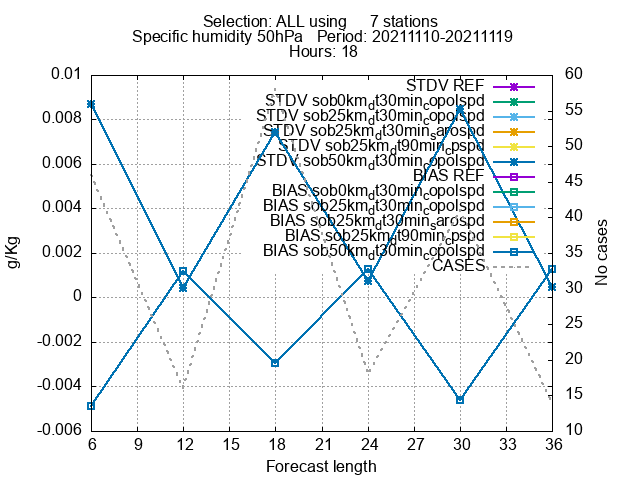 Selection: ALL using     7 stations
Specific humidity 50hPa   Period: 20211110-20211119
Hours: 18
0.01
0.008
0.006
0.004
0.002
0
-0.002
-0.004
-0.006
g/Kg
60
55
50
45
40
35
30
25
20
15
10
No cases
STDV REF
STDV sob0km_dt30min_copolspd
STDV sob25km_dt30min_copolspd
STDV sob25km_dt30min_sarospd
STDV sob25km_dt90min_cpspd
STDV sob50km_dt30min_copolspd
BIAS REF
BIAS sob0km_dt30min_copolspd
BIAS sob25km_dt30min_copolspd
BIAS sob25km_dt30min_sarospd
BIAS sob25km_dt90min_cpspd
BIAS sob50km_dt30min_copolspd
CASES
6 9 12 15 18 21 24 27 30 33 36
Forecast length